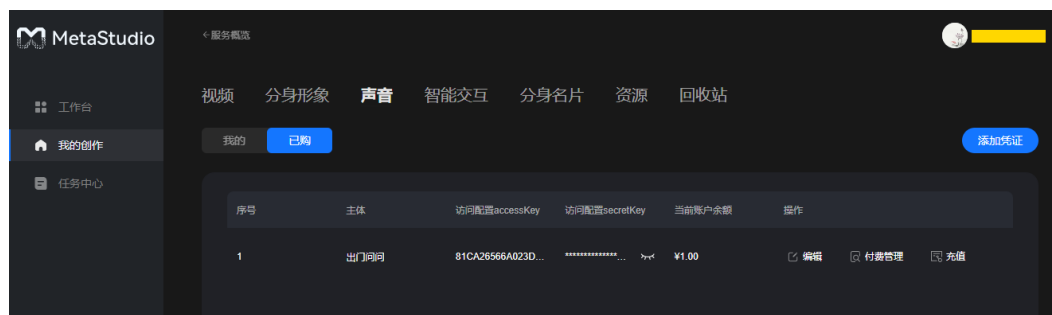 MetaStudio
←服务概览
视频 分身形象 声音 智能交互 分身名片 资源 回收站
工作台
我的创作
任务中心
我的 已购
添加凭证
序号 主体 访问配置accessKey 访问配置secretKey 当前账户余额 操作
1 出门问问 81CA26566A023D... **************... ¥1.00 编辑 付费管理 充值